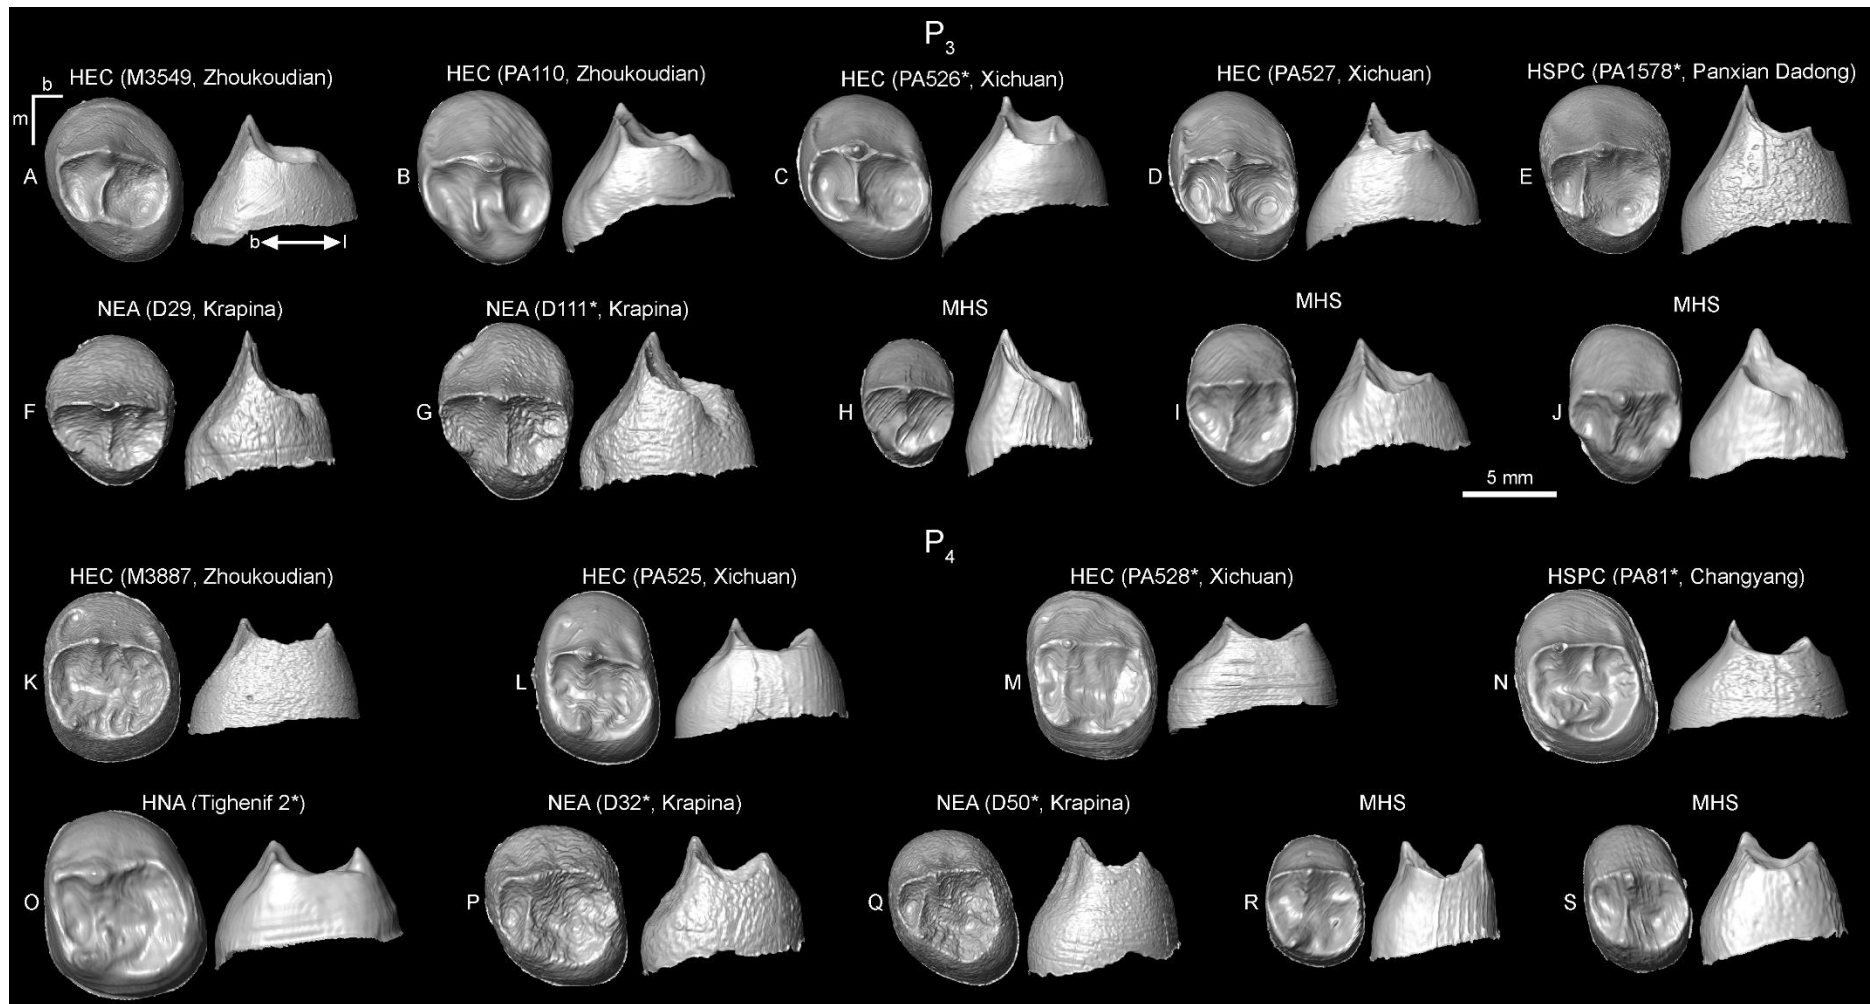 P3
HEC (M3549, Zhoukoudian)
HEC (PA110, Zhoukoudian)
HEC (PA526*, Xichuan)
HEC (PA527, Xichuan)
HSPC (PA1578*, Panxian Dadong)
b
m
A
B
C
D
E
b
l
NEA (D29, Krapina)
NEA (D111*, Krapina)
MHS
MHS
MHS
F
G
H
I
J
5 mm
P4
HEC (M3887, Zhoukoudian)
HEC (PA525, Xichuan)
HEC (PA528*, Xichuan)
HSPC (PA81*, Changyang)
K
L
M
N
HNA (Tighenif 2*)
NEA (D32*, Krapina)
NEA (D50*, Krapina)
MHS
MHS
O
P
Q
R
S